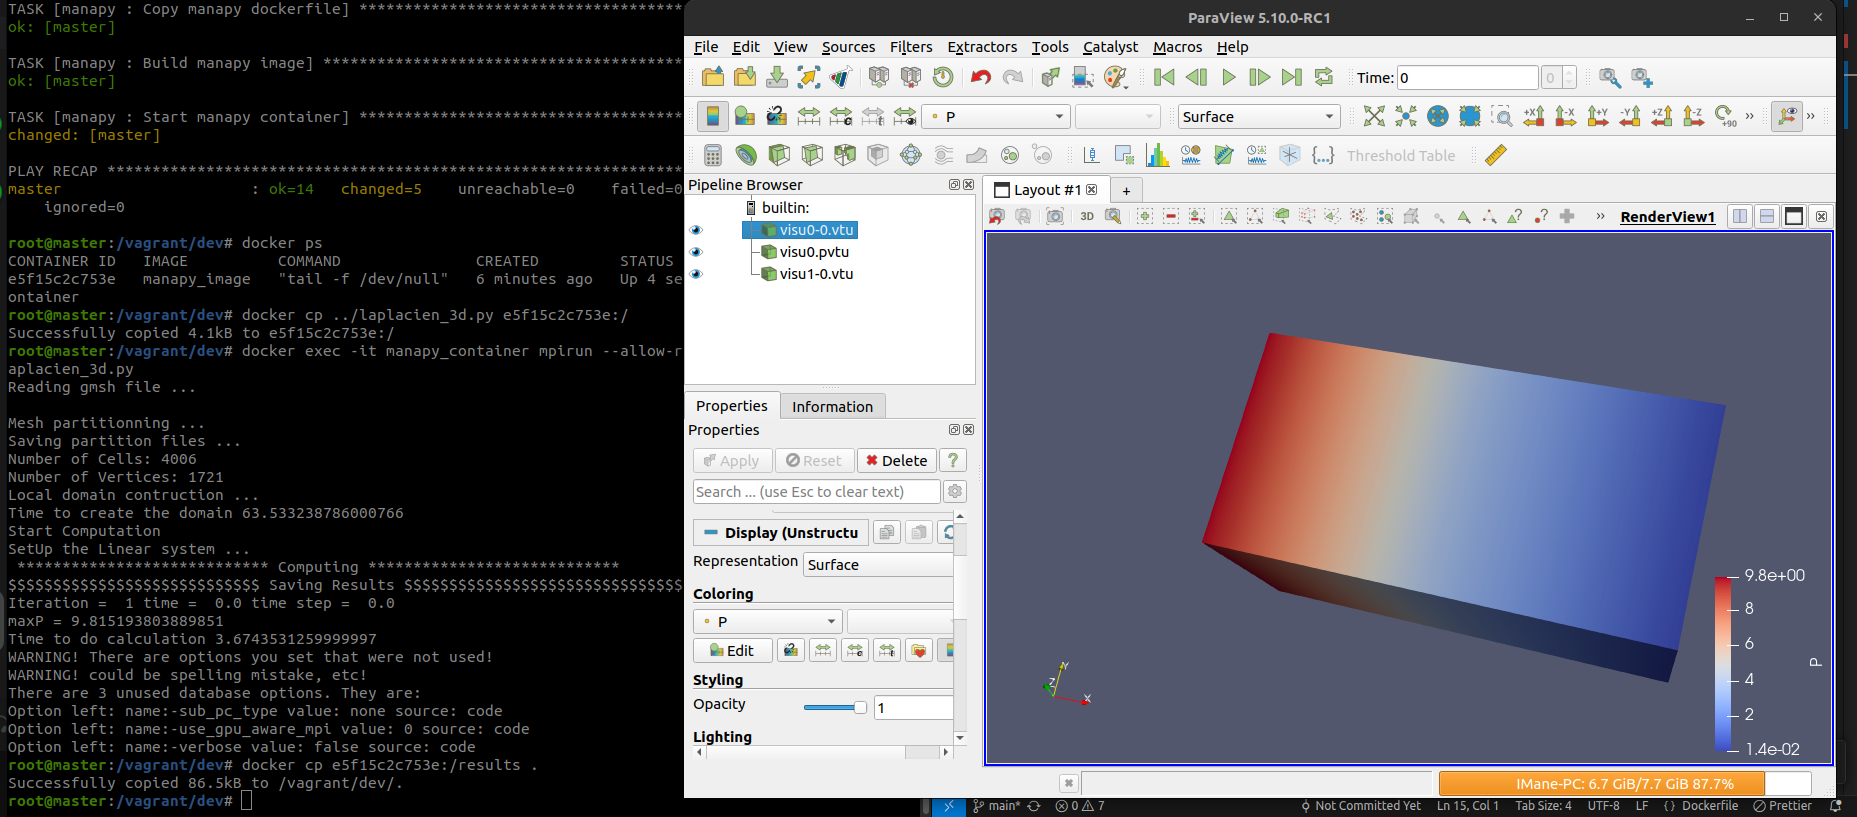 TASK [manapy : Copy manapy dockerfile] ************************************
ok: [master]
TASK [manapy : Build manapy image] ****************************************
ok: [master]
TASK [manapy : Start manapy container] ************************************
changed: [master]
PLAY RECAP ****************************************************************
master                     : ok=14   changed=5    unreachable=0    failed=0
ignored=0
root@master:/vagrant/dev# docker ps
CONTAINER ID   IMAGE          COMMAND               CREATED         STATUS
e5f15c2c753e   manapy_image   "tail -f /dev/null"   6 minutes ago   Up 4 se
ontainer
root@master:/vagrant/dev# docker cp ../laplacien_3d.py e5f15c2c753e:/
Successfully copied 4.1kB to e5f15c2c753e:/
root@master:/vagrant/dev# docker exec -it manapy_container mpirun --allow-r
aplacien_3d.py
Reading gmsh file ...
Mesh partitionning ...
Saving partition files ...
Number of Cells: 4006
Number of Vertices: 1721
Local domain contruction ...
Time to create the domain 63.533238786000766
Start Computation
SetUp the Linear system ...
**************************** Computing ****************************
$$$$$$$$$$$$$$$$$$$$$$$$$$$$ Saving Results $$$$$$$$$$$$$$$$$$$$$$$$$$$$$$$
Iteration =  1 time =  0.0 time step =  0.0
maxP = 9.815193803889851
Time to do calculation 3.6743531259999997
WARNING! There are options you set that were not used!
WARNING! could be spelling mistake, etc!
There are 3 unused database options. They are:
Option left: name:-sub_pc_type value: none source: code
Option left: name:-use_gpu_aware_mpi value: 0 source: code
Option left: name:-verbose value: false source: code
root@master:/vagrant/dev# docker cp e5f15c2c753e:/results .
Successfully copied 86.5kB to /vagrant/dev/.
root@master:/vagrant/dev#
ParaView 5.10.0-RC1
File Edit View Sources Filters Extractors Tools Catalyst Macros Help
Time: 0 0
P Surface +X -X +Y -Y +Z -Z +90 »
Threshold Table
Pipeline Browser
builtin:
visu0-0.vtu
visu0.pvtu
visu1-0.vtu
Properties Information
Properties
Apply Reset Delete ?
Search ... (use Esc to clear text)
Display (Unstructu
Representation Surface
Coloring
P
Edit
Styling
Opacity 1
Lighting
Layout #1 +
3D » RenderView1
Y
Z
X
9.8e+00
8
6
4
2
1.4e-02
P
IMane-PC: 6.7 GiB/7.7 GiB 87.7%
main* 0 7 Not Committed Yet Ln 15, Col 1 Tab Size: 4 UTF-8 LF {} Dockerfile Prettier